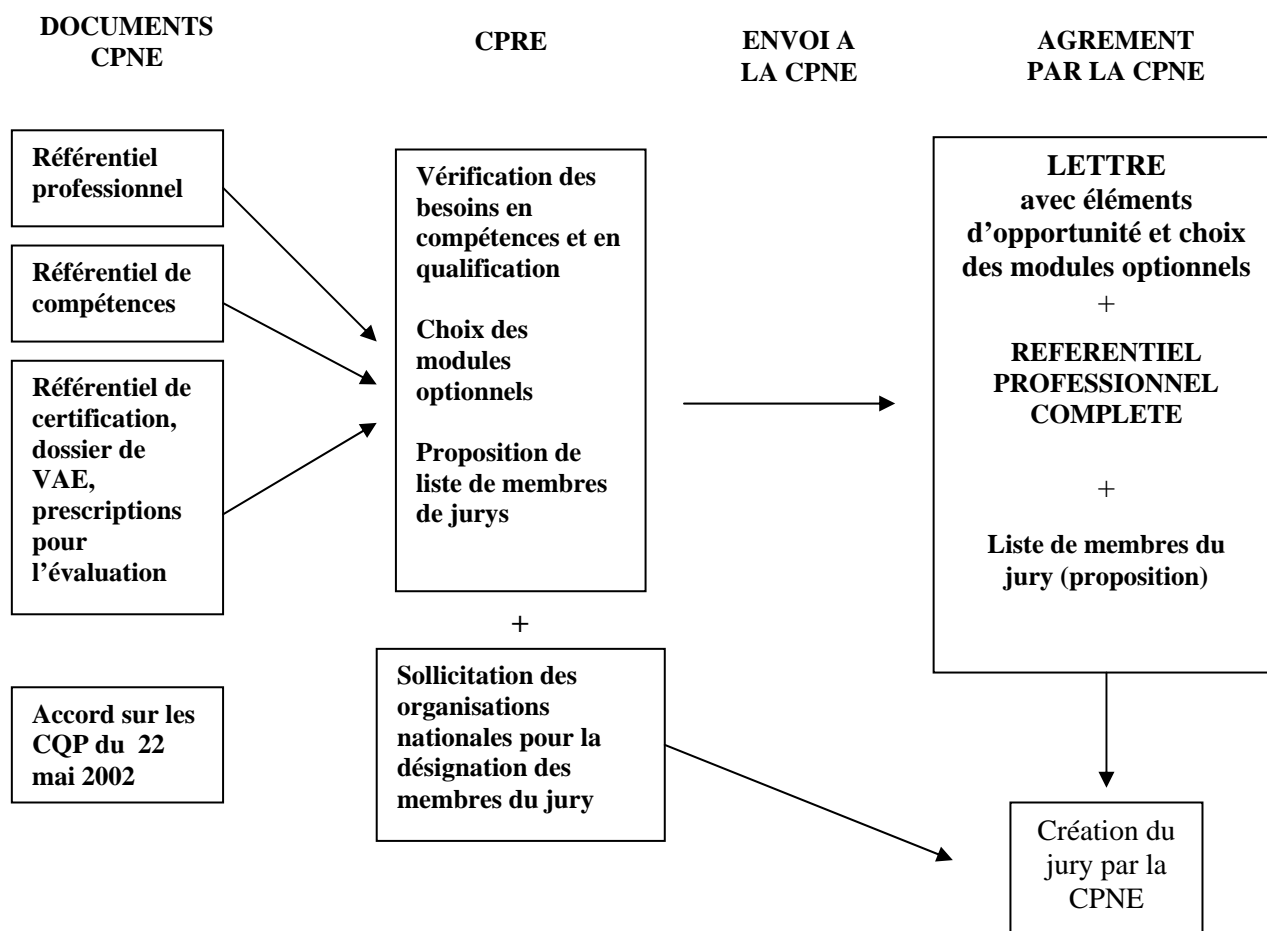 DOCUMENTS
CPNE
CPRE
ENVOI A
LA CPNE
AGREMENT
PAR LA CPNE
Référentiel
professionnel
Référentiel de
compétences
Référentiel de
certification,
dossier de
VAE,
prescriptions
pour
l’évaluation
Accord sur les
CQP du 22
mai 2002
Vérification des
besoins en
compétences et en
qualification
Choix des
modules
optionnels
Proposition de
liste de membres
de jurys
+
Sollicitation des
organisations
nationales pour la
désignation des
membres du jury
LETTRE
avec éléments
d’opportunité et choix
des modules optionnels
+
REFERENTIEL
PROFESSIONNEL
COMPLETE
+
Liste de membres du
jury (proposition)
Création du
jury par la
CPNE